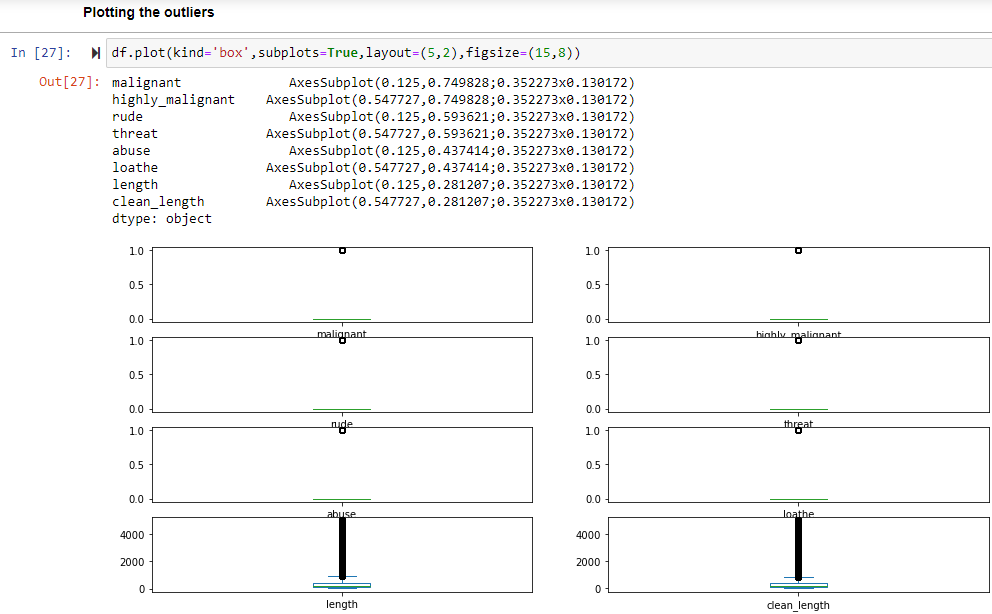 Plotting the outliers
In [27]: df.plot(kind='box',subplots=True,layout=(5,2),figsize=(15,8))
Out[27]: malignant AxesSubplot(0.125,0.749828;0.352273x0.130172)
highly_malignant AxesSubplot(0.547727,0.749828;0.352273x0.130172)
rude AxesSubplot(0.125,0.593621;0.352273x0.130172)
threat AxesSubplot(0.547727,0.593621;0.352273x0.130172)
abuse AxesSubplot(0.125,0.437414;0.352273x0.130172)
loathe AxesSubplot(0.547727,0.437414;0.352273x0.130172)
length AxesSubplot(0.125,0.281207;0.352273x0.130172)
clean_length AxesSubplot(0.547727,0.281207;0.352273x0.130172)
dtype: object
1.0 1.0
0.5 0.5
0.0 0.0
malignant highly_malignant
1.0 1.0
0.5 0.5
0.0 0.0
rude threat
1.0 1.0
0.5 0.5
0.0 0.0
abuse loathe
4000 4000
2000 2000
0 0
length clean_length